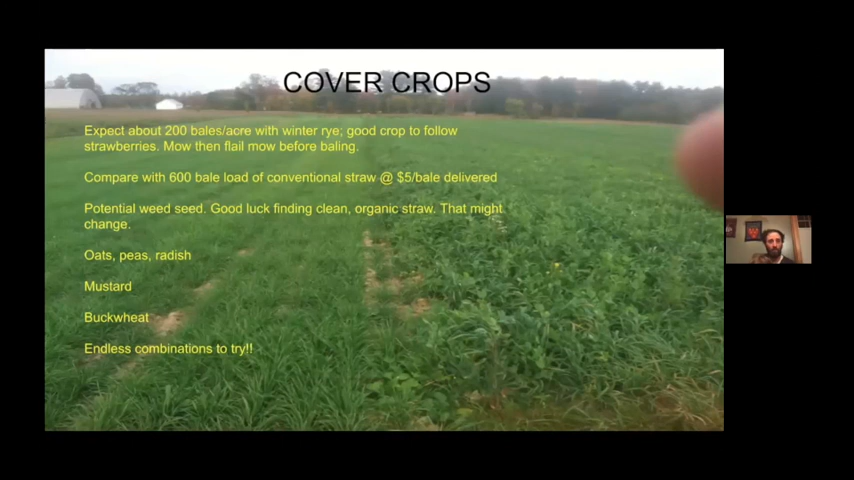 COVER CROPS
Expect about 200 bales/acre with winter rye; good crop to follow
strawberries. Mow then flail mow before baling.
Compare with 600 bale load of conventional straw @ $5/bale delivered
Potential weed seed. Good luck finding clean, organic straw. That might
change.
Oats, peas, radish
Mustard
Buckwheat
Endless combinations to try!!